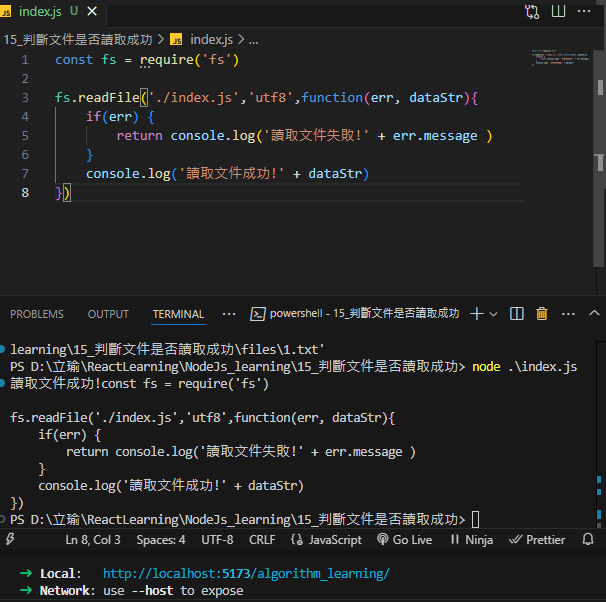 JS index.js U
15_判斷文件是否讀取成功 > JS index.js > ...
1 const fs = require('fs')
2
3 fs.readFile('./index.js','utf8',function(err, dataStr){
4 if(err) {
5 return console.log('讀取文件失敗!' + err.message )
6 }
7 console.log('讀取文件成功!' + dataStr)
8 })
PROBLEMS OUTPUT TERMINAL ... powershell - 15_判斷文件是否讀取成功
learning\15_判斷文件是否讀取成功\files\1.txt'
PS D:\立瑜\ReactLearning\NodeJs_learning\15_判斷文件是否讀取成功> node .\index.js
讀取文件成功!const fs = require('fs')
fs.readFile('./index.js','utf8',function(err, dataStr){
if(err) {
return console.log('讀取文件失敗!' + err.message )
}
console.log('讀取文件成功!' + dataStr)
})
PS D:\立瑜\ReactLearning\NodeJs_learning\15_判斷文件是否讀取成功>
Ln 8, Col 3 Spaces: 4 UTF-8 CRLF {} JavaScript Go Live Ninja Prettier
➜ Local: http://localhost:5173/algorithm_learning/
➜ Network: use --host to expose